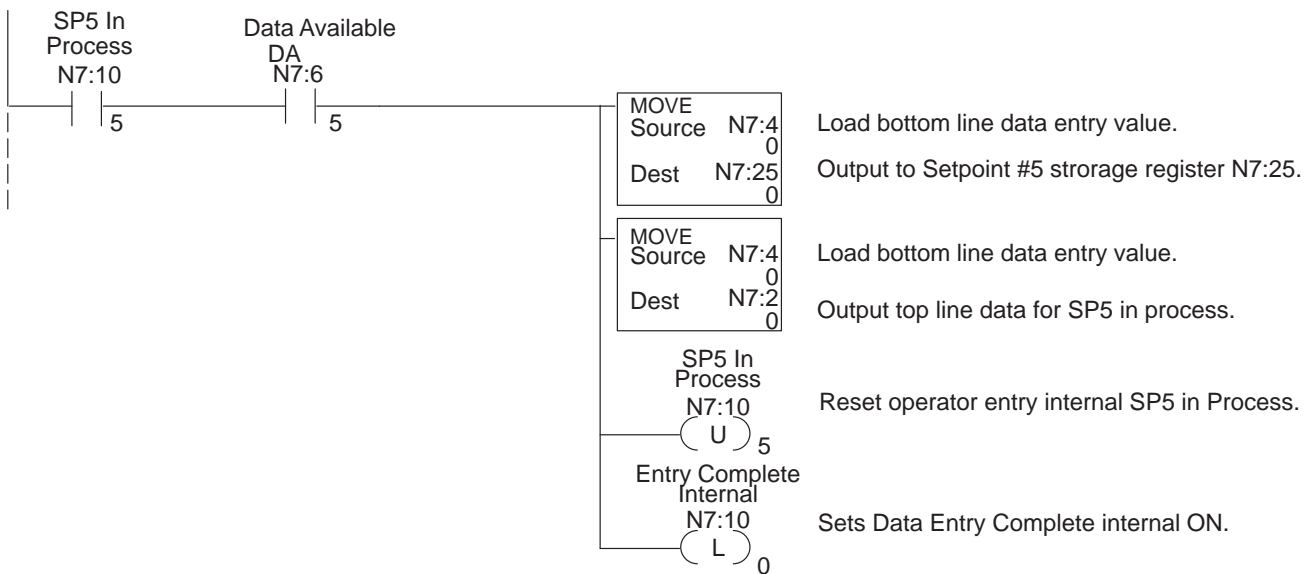 SP5 In
Process
N7:10
5
Data Available
DA
N7:6
5
MOVE
Source N7:4
0
Dest N7:25
0
Load bottom line data entry value.
Output to Setpoint #5 strorage register N7:25.
MOVE
Source N7:4
0
Dest N7:2
0
Load bottom line data entry value.
Output top line data for SP5 in process.
SP5 In
Process
N7:10
U
5
Reset operator entry internal SP5 in Process.
Entry Complete
Internal
N7:10
L
0
Sets Data Entry Complete internal ON.